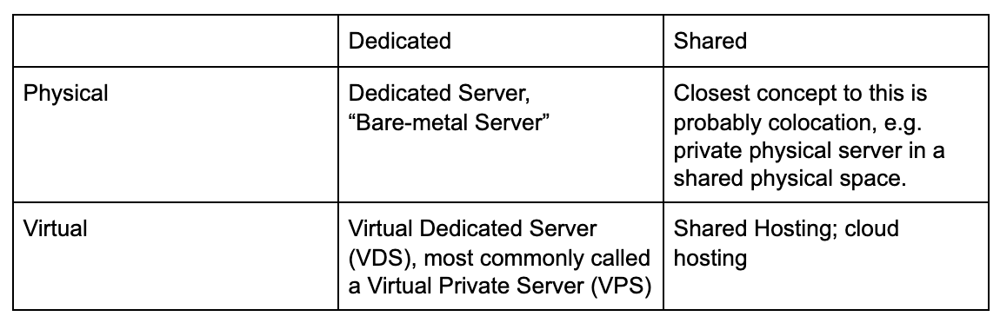 Dedicated
Shared
Physical
Dedicated Server,
“Bare-metal Server”
Closest concept to this is
probably colocation, e.g.
private physical server in a
shared physical space.
Virtual
Virtual Dedicated Server
(VDS), most commonly called
a Virtual Private Server (VPS)
Shared Hosting; cloud
hosting